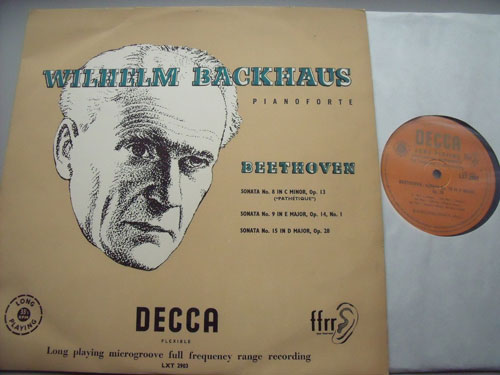 WILHELM BACKHAUS
PIANOFORTE
BEETHOVEN
SONATA No. 8 IN C MINOR, Op. 13
("PATHÉTIQUE")
SONATA No. 9 IN E MAJOR, Op. 14, No. 1
SONATA No. 15 IN D MAJOR, Op. 28
LONG
PLAYING
DECCA
FLEXIBLE
ffrr
Long playing microgroove full frequency range recording
LXT 2903
DECCA